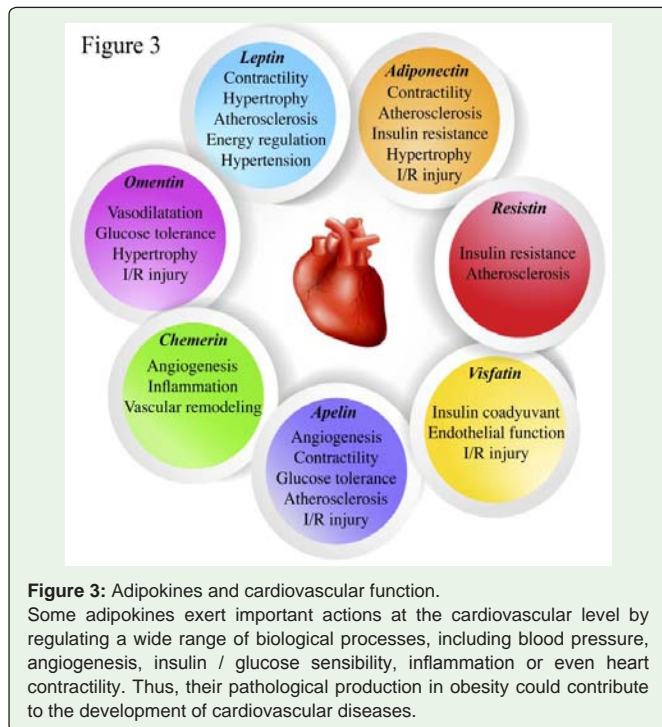 Figure 3
Leptin
Contractility
Hypertrophy
Atherosclerosis
Energy regulation
Hypertension
Adiponectin
Contractility
Atherosclerosis
Insulin resistance
Hypertrophy
I/R injury
Omentin
Vasodilatation
Glucose tolerance
Hypertrophy
I/R injury
Resistin
Insulin resistance
Atherosclerosis
Chemerin
Angiogenesis
Inflammation
Vascular remodeling
Visfatin
Insulin coadyuvant
Endothelial function
I/R injury
Apelin
Angiogenesis
Contractility
Glucose tolerance
Atherosclerosis
I/R injury
Figure 3: Adipokines and cardiovascular function.
Some adipokines exert important actions at the cardiovascular level by
regulating a wide range of biological processes, including blood pressure,
angiogenesis, insulin / glucose sensibility, inflammation or even heart
contractility. Thus, their pathological production in obesity could contribute
to the development of cardiovascular diseases.